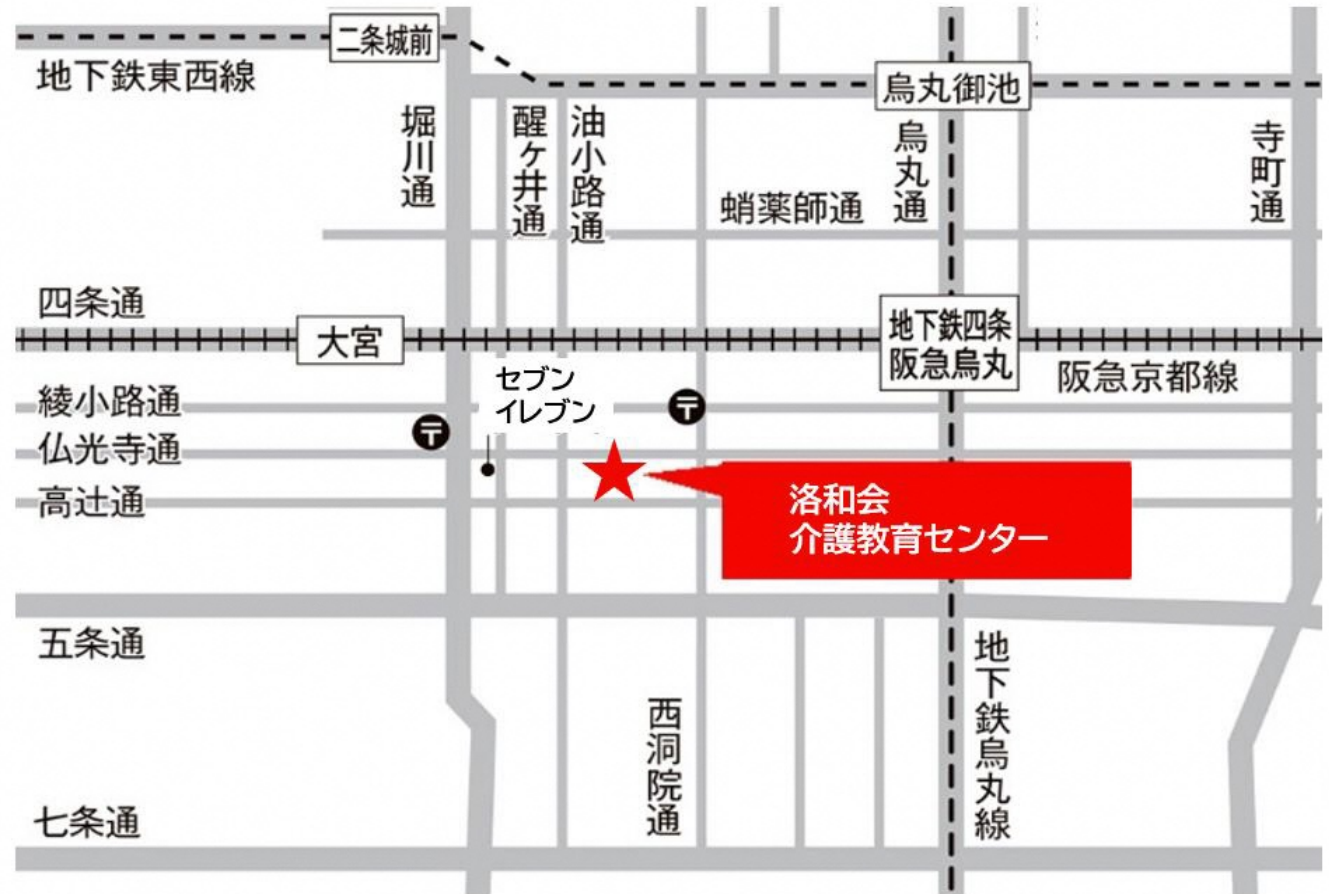 二条城前
地下鉄東西線
烏丸御池
堀川通
醒ヶ井通
油小路通
烏丸通
寺町通
蛸薬師通
四条通
大宮
地下鉄四条
阪急烏丸
阪急京都線
セブン
イレブン
綾小路通
仏光寺通
高辻通
洛和会
介護教育センター
五条通
西洞院通
地下鉄烏丸線
七条通